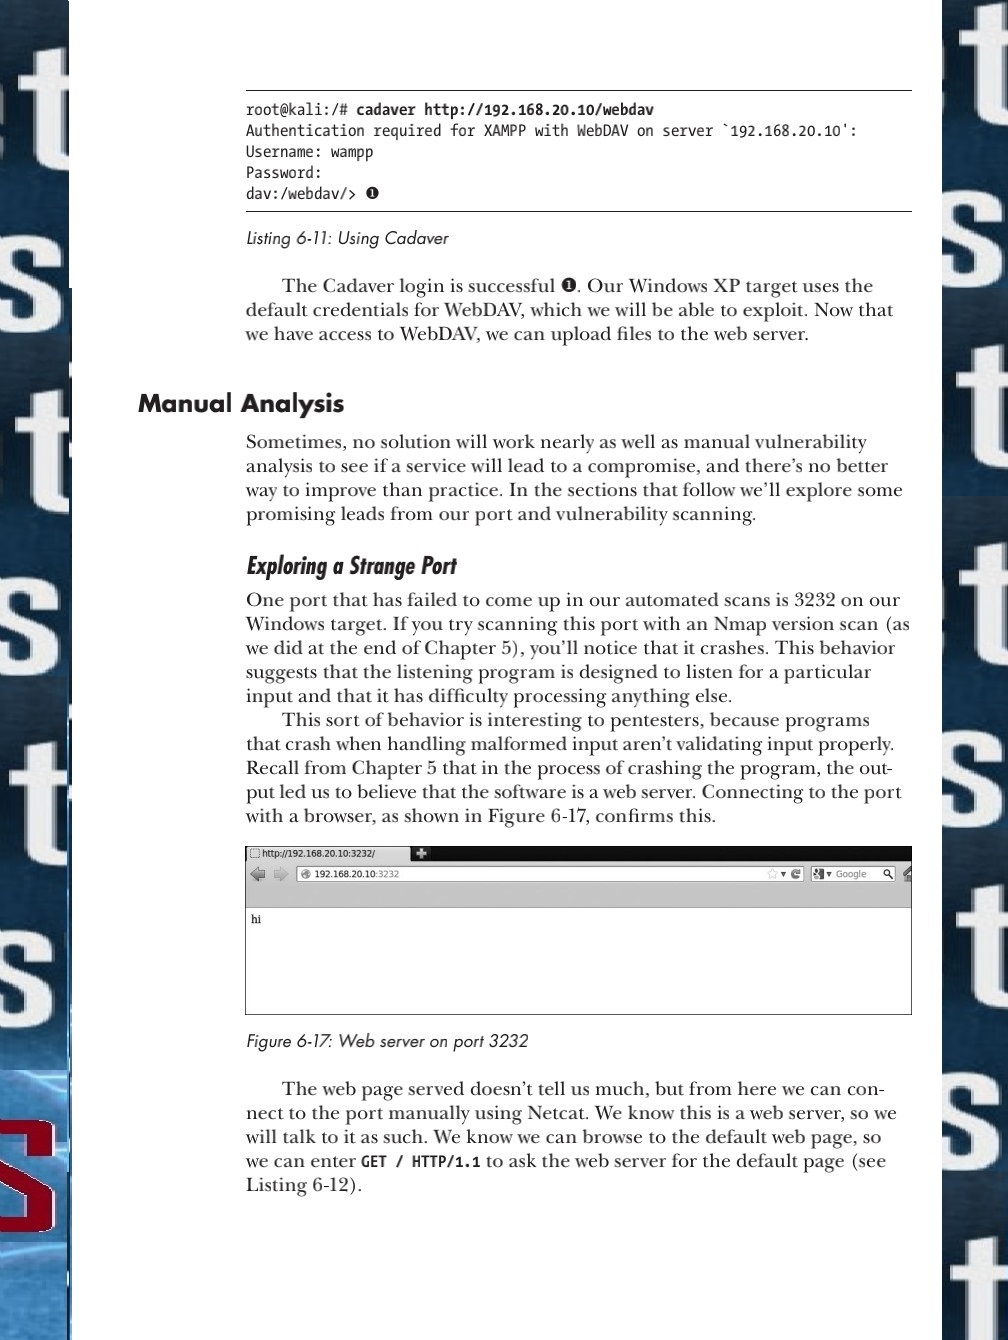 root@kali:/# cadaver http://192.168.20.10/webdav
Authentication required for XAMPP with WebDAV on server `192.168.20.10':
Username: wampp
Password:
dav:/webdav/> ❶
Listing 6-11: Using Cadaver
The Cadaver login is successful ❶. Our Windows XP target uses the
default credentials for WebDAV, which we will be able to exploit. Now that
we have access to WebDAV, we can upload files to the web server.
Manual Analysis
Sometimes, no solution will work nearly as well as manual vulnerability
analysis to see if a service will lead to a compromise, and there's no better
way to improve than practice. In the sections that follow we'll explore some
promising leads from our port and vulnerability scanning.
Exploring a Strange Port
One port that has failed to come up in our automated scans is 3232 on our
Windows target. If you try scanning this port with an Nmap version scan (as
we did at the end of Chapter 5), you'll notice that it crashes. This behavior
suggests that the listening program is designed to listen for a particular
input and that it has difficulty processing anything else.
This sort of behavior is interesting to pentesters, because programs
that crash when handling malformed input aren't validating input properly.
Recall from Chapter 5 that in the process of crashing the program, the out-
put led us to believe that the software is a web server. Connecting to the port
with a browser, as shown in Figure 6-17, confirms this.
http://192.168.20.10:3232/
192.168.20.10:3232
Google
hi
Figure 6-17: Web server on port 3232
The web page served doesn't tell us much, but from here we can con-
nect to the port manually using Netcat. We know this is a web server, so we
will talk to it as such. We know we can browse to the default web page, so
we can enter GET / HTTP/1.1 to ask the web server for the default page (see
Listing 6-12).